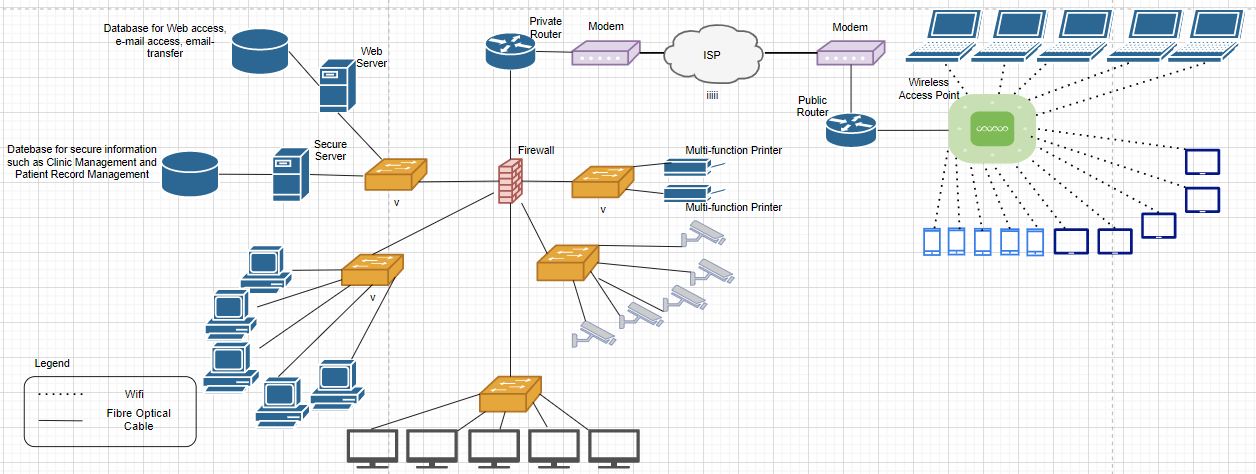 Database for Web access,
e-mail access, email-
transfer
Web
Server
Private
Router
Modem
ISP
iiiii
Modem
Public
Router
Wireless
Access Point
Database for secure information
such as Clinic Management and
Patient Record Management
Secure
Server
v
Firewall
v
Multi-function Printer
Multi-function Printer
v
Legend
Wifi
Fibre Optical
Cable